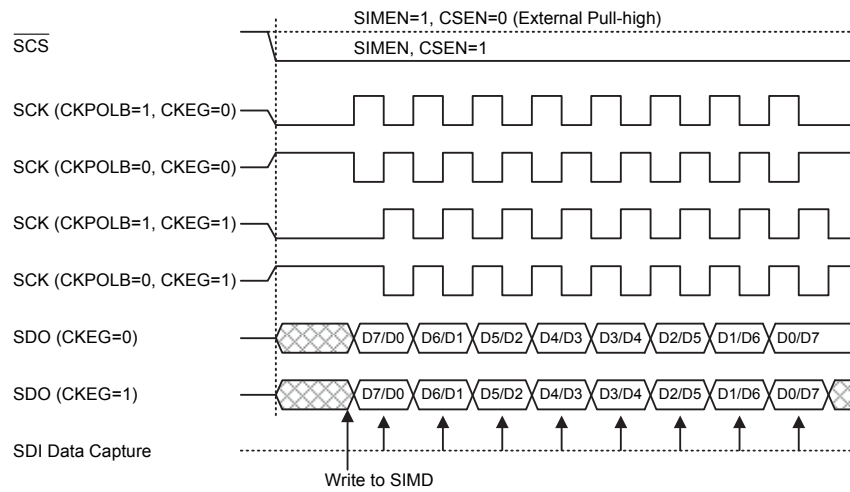 SIMEN=1, CSEN=0 (External Pull-high)
SCS
SIMEN, CSEN=1
SCK (CKPOLB=1, CKEG=0)
SCK (CKPOLB=0, CKEG=0)
SCK (CKPOLB=1, CKEG=1)
SCK (CKPOLB=0, CKEG=1)
SDO (CKEG=0) D7/D0 D6/D1 D5/D2 D4/D3 D3/D4 D2/D5 D1/D6 D0/D7
SDO (CKEG=1) D7/D0 D6/D1 D5/D2 D4/D3 D3/D4 D2/D5 D1/D6 D0/D7
SDI Data Capture
Write to SIMD